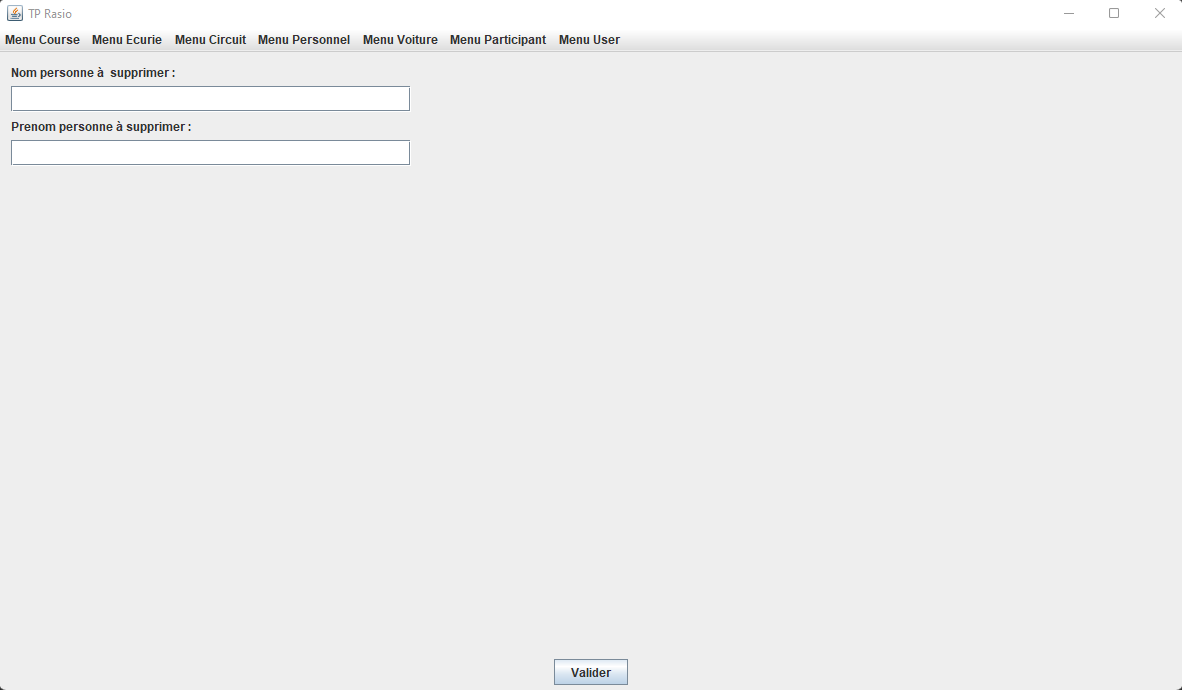 TP Rasio
Menu Course Menu Ecurie Menu Circuit Menu Personnel Menu Voiture Menu Participant Menu User
Nom personne à  supprimer :
Prenom personne à supprimer :
Valider